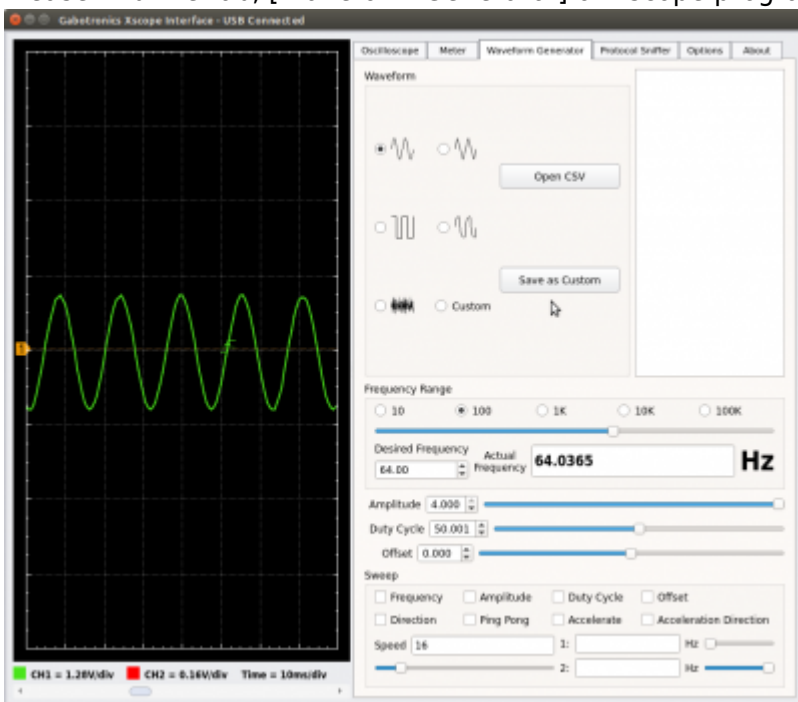 Gabotronics Xscope Interface - USB Connected
Oscilloscope Meter Waveform Generator Protocol Sniffer Options About
Waveform
Open CSV
Save as Custom
Custom
Frequency Range
10 100 1K 10K 100K
Desired Frequency
64.00
Actual Frequency
64.0365
Hz
Amplitude 4.000
Duty Cycle 50.001
Offset 0.000
Sweep
Frequency Amplitude Duty Cycle Offset
Direction Ping Pong Accelerate Acceleration Direction
Speed 16 1: Hz
2: Hz
1
CH1 = 1.28V/div CH2 = 0.16V/div Time = 10ms/div